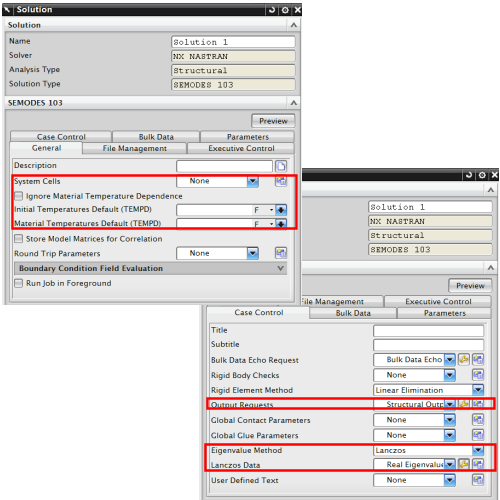 Solution
Solution
Name Solution 1
Solver NX NASTRAN
Analysis Type Structural
Solution Type SEMODES 103
SEMODES 103
Preview
Case Control Bulk Data Parameters
General File Management Executive Control
Description
System Cells None
Ignore Material Temperature Dependence
Initial Temperatures Default (TEMPD) F
Material Temperatures Default (TEMPD) F
Store Model Matrices for Correlation
Round Trip Parameters None
Boundary Condition Field Evaluation
Run Job in Foreground
Solution 1
NX NASTRAN
Structural
SEMODES 103
Preview
File Management Executive Control
Case Control Bulk Data Parameters
Title
Subtitle
Bulk Data Echo Request Bulk Data Echo
Rigid Body Checks None
Rigid Element Method Linear Elimination
Output Requests Structural Outp
Global Contact Parameters None
Global Glue Parameters None
Eigenvalue Method Lanczos
Lanczos Data Real Eigenvalue
User Defined Text None